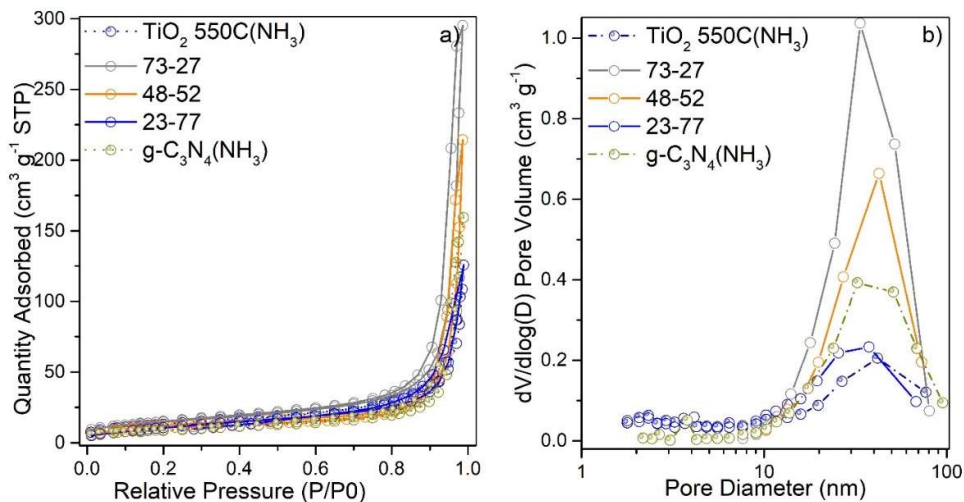 a)
TiO₂ 550C(NH₃)
73-27
48-52
23-77
g-C₃N₄(NH₃)
Quantity Adsorbed (cm³ g⁻¹ STP)
300
250
200
150
100
50
0
0.0 0.2 0.4 0.6 0.8 1.0
Relative Pressure (P/P0)
b)
TiO₂ 550C(NH₃)
73-27
48-52
23-77
g-C₃N₄(NH₃)
dV/dlog(D) Pore Volume (cm³ g⁻¹)
1.0
0.8
0.6
0.4
0.2
0.0
1 10 100
Pore Diameter (nm)